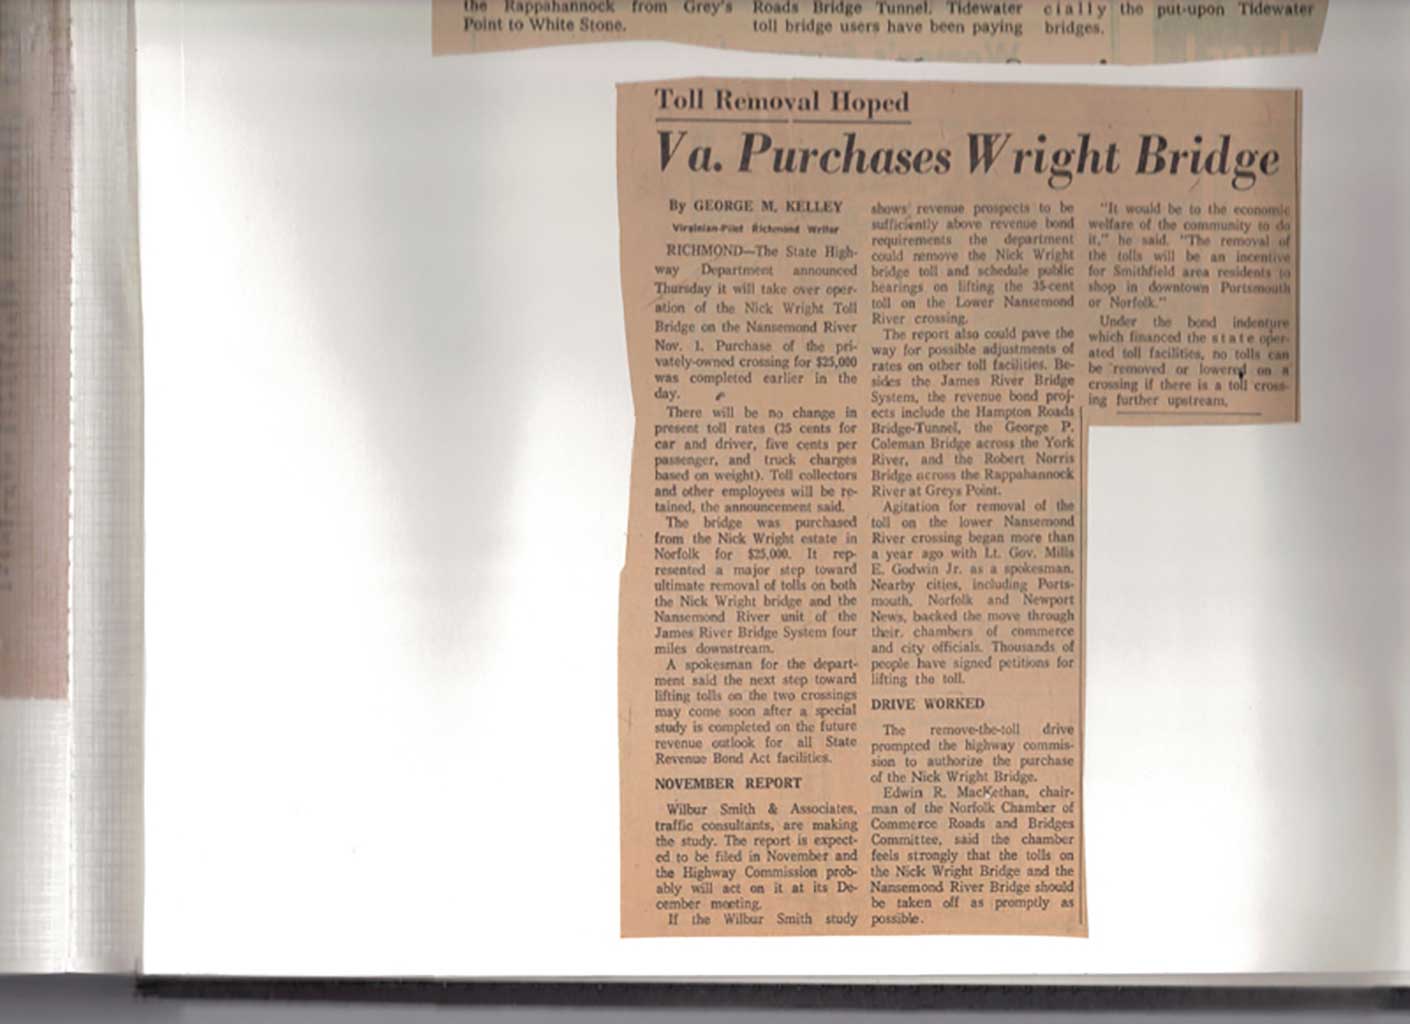 the Rappahannock from Grey's
Point to White Stone.
Roads Bridge Tunnel. Tidewater
toll bridge users have been paying
cially the put-upon Tidewater
bridges.
Toll Removal Hoped
Va. Purchases Wright Bridge
By GEORGE M. KELLEY
Virginian-Pilot Richmond Writer
RICHMOND—The State High-
way Department announced
Thursday it will take over oper-
ation of the Nick Wright Toll
Bridge on the Nansemond River
Nov. 1. Purchase of the pri-
vately-owned crossing for $25,000
was completed earlier in the
day.
There will be no change in
present toll rates (25 cents for
car and driver, five cents per
passenger, and truck charges
based on weight). Toll collectors
and other employees will be re-
tained, the announcement said.
The bridge was purchased
from the Nick Wright estate in
Norfolk for $25,000. It rep-
resented a major step toward
ultimate removal of tolls on both
the Nick Wright bridge and the
Nansemond River unit of the
James River Bridge System four
miles downstream.
A spokesman for the depart-
ment said the next step toward
lifting tolls on the two crossings
may come soon after a special
study is completed on the future
revenue outlook for all State
Revenue Bond Act facilities.
NOVEMBER REPORT
Wilbur Smith & Associates,
traffic consultants, are making
the study. The report is expect-
ed to be filed in November and
the Highway Commission prob-
ably will act on it at its De-
cember meeting.
If the Wilbur Smith study
shows revenue prospects to be
sufficiently above revenue bond
requirements the department
could remove the Nick Wright
bridge toll and schedule public
hearings on lifting the 35-cent
toll on the Lower Nansemond
River crossing.
The report also could pave the
way for possible adjustments of
rates on other toll facilities. Be-
sides the James River Bridge
System, the revenue bond proj-
ects include the Hampton Roads
Bridge-Tunnel, the George P.
Coleman Bridge across the York
River, and the Robert Norris
Bridge across the Rappahannock
River at Greys Point.
Agitation for removal of the
toll on the lower Nansemond
River crossing began more than
a year ago with Lt. Gov. Mills
E. Godwin Jr. as a spokesman.
Nearby cities, including Ports-
mouth, Norfolk and Newport
News, backed the move through
their chambers of commerce
and city officials. Thousands of
people have signed petitions for
lifting the toll.
DRIVE WORKED
The remove-the-toll drive
prompted the highway commis-
sion to authorize the purchase
of the Nick Wright Bridge.
Edwin R. MacKethan, chair-
man of the Norfolk Chamber of
Commerce Roads and Bridges
Committee, said the chamber
feels strongly that the tolls on
the Nick Wright Bridge and the
Nansemond River Bridge should
be taken off as promptly as
possible.
"It would be to the economic
welfare of the community to do
it," he said. "The removal of
the tolls will be an incentive
for Smithfield area residents to
shop in downtown Portsmouth
or Norfolk."
Under the bond indenture
which financed the state oper-
ated toll facilities, no tolls can
be removed or lowered on a
crossing if there is a toll cross-
ing further upstream.